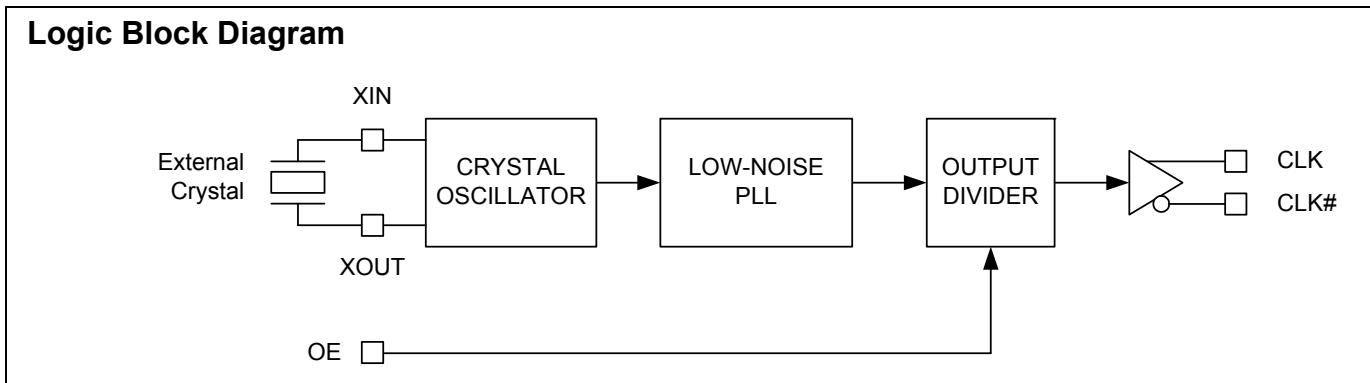 Logic Block Diagram
XIN
External
Crystal
XOUT
CRYSTAL
OSCILLATOR
LOW-NOISE
PLL
OUTPUT
DIVIDER
CLK
CLK#
OE